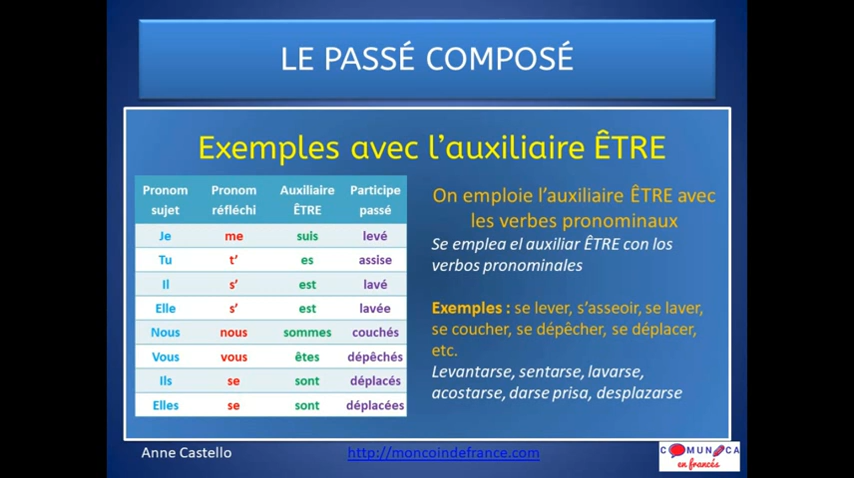 LE PASSÉ COMPOSÉ
Exemples avec l'auxiliaire ÊTRE
Pronom sujet Pronom réfléchi Auxiliaire ÊTRE Participe passé
Je me suis levé
Tu t' es assise
Il s' est lavé
Elle s' est lavée
Nous nous sommes couchés
Vous vous êtes dépêchés
Ils se sont déplacés
Elles se sont déplacées
On emploie l'auxiliaire ÊTRE avec
les verbes pronominaux
Se emplea el auxiliar ÊTRE con los
verbos pronominales
Exemples : se lever, s'asseoir, se laver,
se coucher, se dépêcher, se déplacer,
etc.
Levantarse, sentarse, lavarse,
acostarse, darse prisa, desplazarse
Anne Castello
http://moncoindefrance.com
COMUNICA
en francés